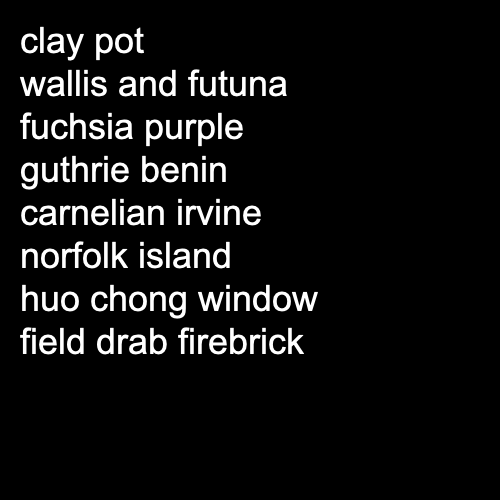 clay pot
wallis and futuna
fuchsia purple
guthrie benin
carnelian irvine
norfolk island
huo chong window
field drab firebrick